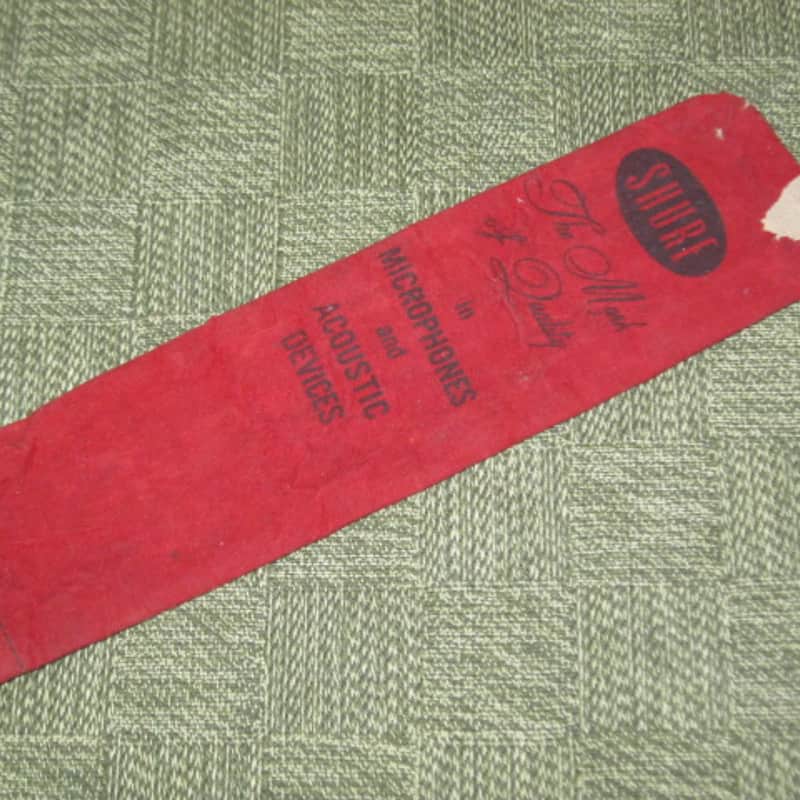 SHURE
The Mark
of Quality
in
MICROPHONES
and
ACOUSTIC
DEVICES